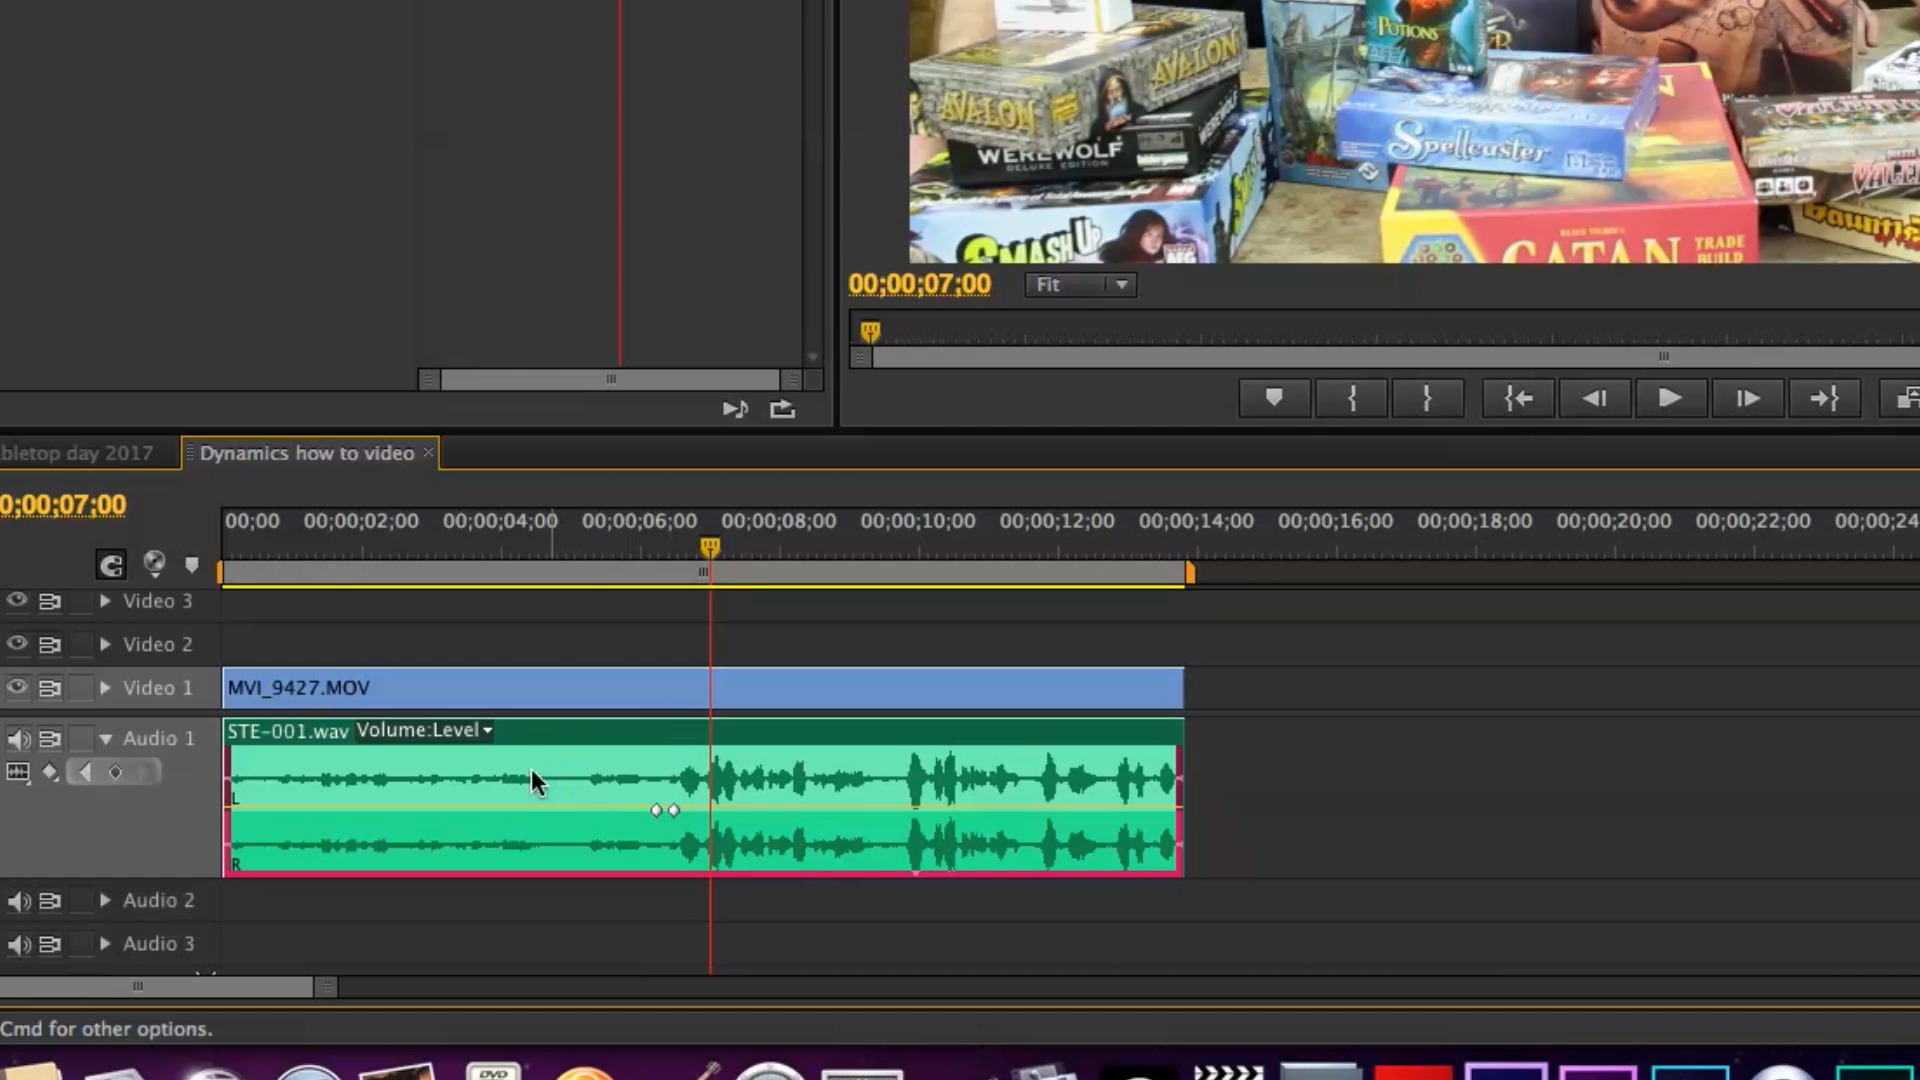 AVALON
AVALON
POTIONS
WEREWOLF
DELUXE EDITION
WEREWOLF
Spellcaster
SMASH UP
AEG
CATAN
TRADE
BUILD
00;00;07;00
Fit
bletop day 2017
Dynamics how to video
0;00;07;00
00;00
00;00;02;00
00;00;04;00
00;00;06;00
00;00;08;00
00;00;10;00
00;00;12;00
00;00;14;00
00;00;16;00
00;00;18;00
00;00;20;00
00;00;22;00
00;00;24
Video 3
Video 2
Video 1
MVI_9427.MOV
Audio 1
STE-001.wav Volume:Level
L
R
Audio 2
Audio 3
Cmd for other options.
DVD